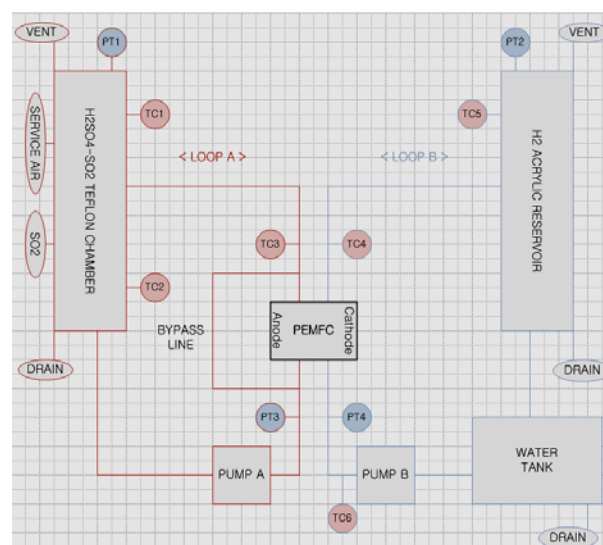 VENT
PT1
PT2
VENT
SERVICE AIR
H2SO4-SO2 TEFLON CHAMBER
TC1
TC5
H2 ACRYLIC RESERVOIR
< LOOP A >
< LOOP B >
SO2
TC3
TC4
TC2
BYPASS
LINE
Anode
PEMFC
Cathode
DRAIN
DRAIN
PT3
PT4
PUMP A
PUMP B
WATER
TANK
TC6
DRAIN